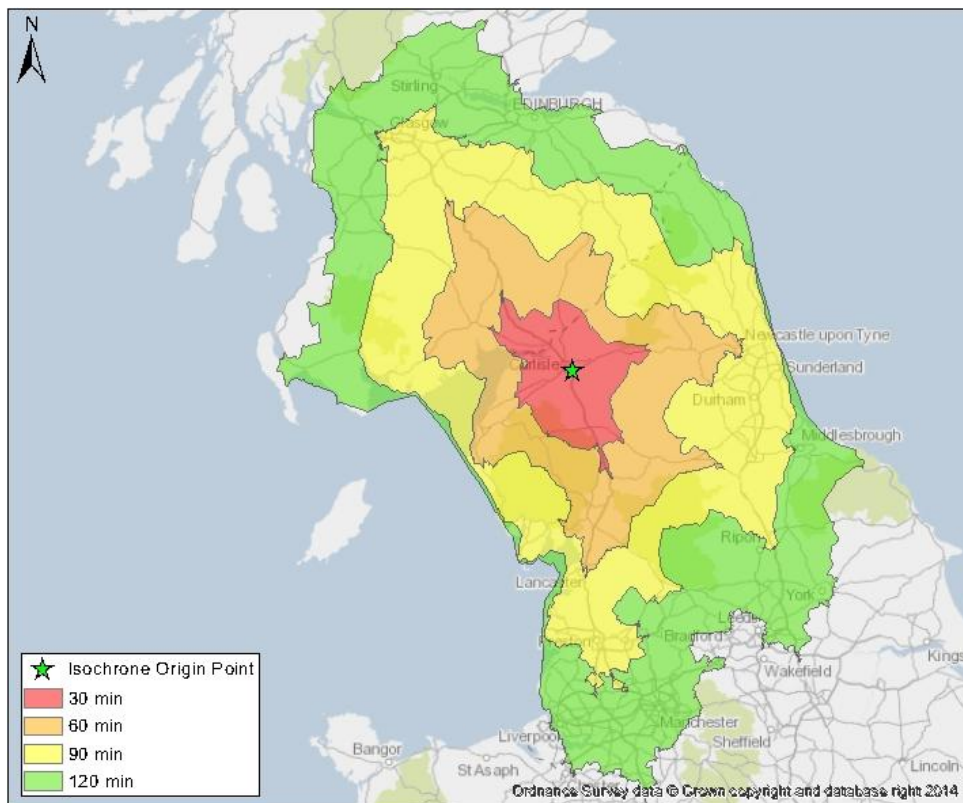 N
Stirling
EDINBURGH
Glasgow
Newcastle upon Tyne
Carlisle
Sunderland
Durham
Middlesbrough
Ripon
Lancaster
York
Leeds
Preston
Bradford
Kings
Wakefield
Manchester
Liverpool
Sheffield
Bangor
St Asaph
Lincoln
Isochrone Origin Point
30 min
60 min
90 min
120 min
Ordnance Survey data © Crown copyright and database right 2014